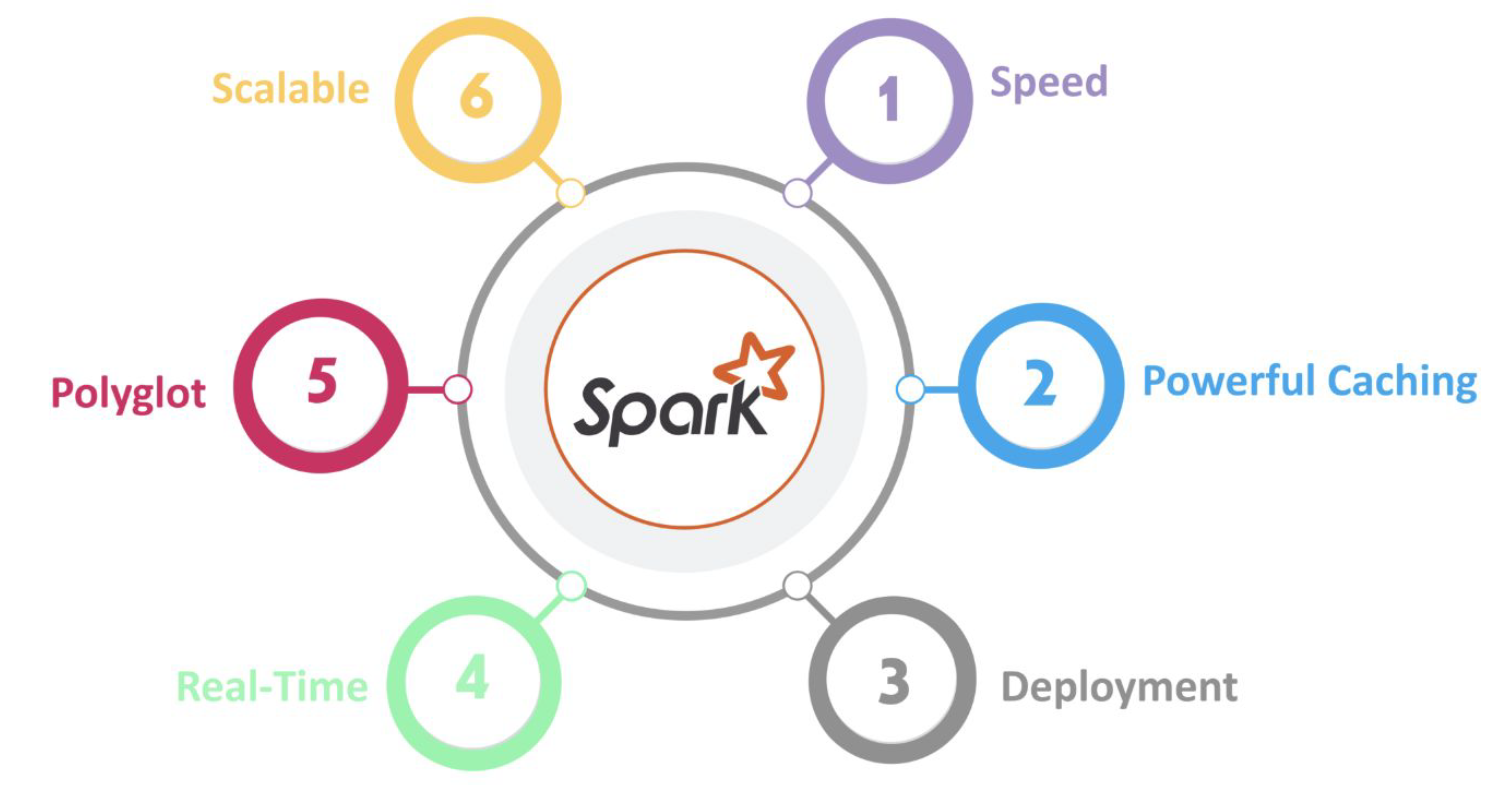 6
Scalable
1
Speed
5
Polyglot
Spark
2
Powerful Caching
4
Real-Time
3
Deployment